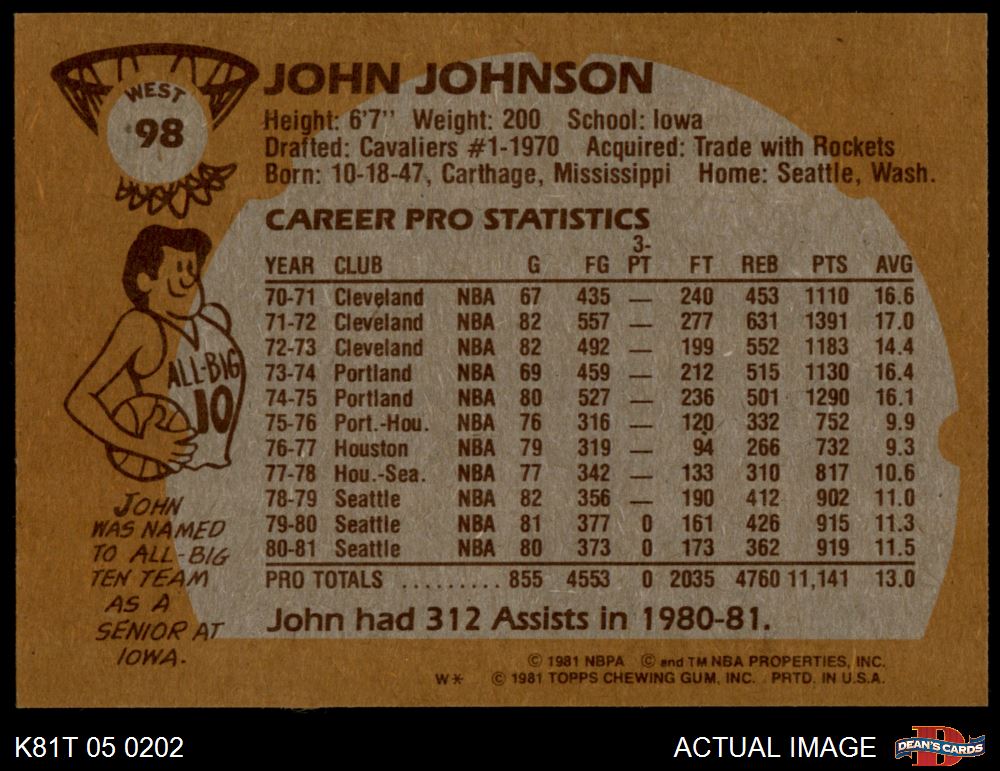 WEST
98
JOHN JOHNSON
Height: 6'7" Weight: 200 School: Iowa
Drafted: Cavaliers #1-1970 Acquired: Trade with Rockets
Born: 10-18-47, Carthage, Mississippi Home: Seattle, Wash.
CAREER PRO STATISTICS
YEAR CLUB G FG 3-PT FT REB PTS AVG
70-71 Cleveland NBA 67 435 — 240 453 1110 16.6
71-72 Cleveland NBA 82 557 — 277 631 1391 17.0
72-73 Cleveland NBA 82 492 — 199 552 1183 14.4
73-74 Portland NBA 69 459 — 212 515 1130 16.4
74-75 Portland NBA 80 527 — 236 501 1290 16.1
75-76 Port.-Hou. NBA 76 316 — 120 332 752 9.9
76-77 Houston NBA 79 319 — 94 266 732 9.3
77-78 Hou.-Sea. NBA 77 342 — 133 310 817 10.6
78-79 Seattle NBA 82 356 — 190 412 902 11.0
79-80 Seattle NBA 81 377 0 161 426 915 11.3
80-81 Seattle NBA 80 373 0 173 362 919 11.5
PRO TOTALS ......... 855 4553 0 2035 4760 11,141 13.0
John had 312 Assists in 1980-81.
ALL-BIG
10
JOHN
WAS NAMED
TO ALL-BIG
TEN TEAM
AS A
SENIOR AT
IOWA.
© 1981 NBPA © and TM NBA PROPERTIES, INC.
W* © 1981 TOPPS CHEWING GUM, INC. PRTD. IN U.S.A.
K81T 05 0202
ACTUAL IMAGE
D
DEAN'S CARDS